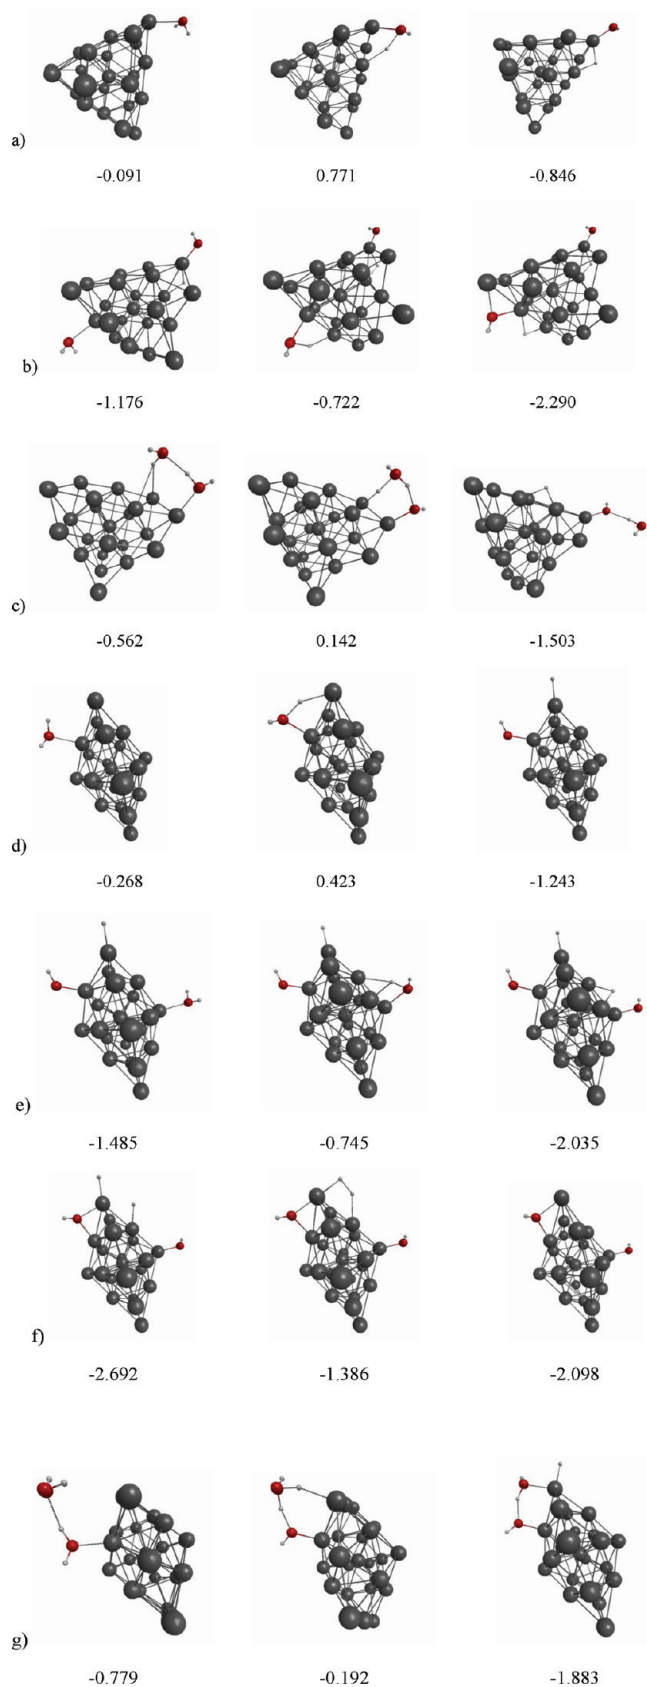 a)
-0.091 0.771 -0.846
b)
-1.176 -0.722 -2.290
c)
-0.562 0.142 -1.503
d)
-0.268 0.423 -1.243
e)
-1.485 -0.745 -2.035
f)
-2.692 -1.386 -2.098
g)
-0.779 -0.192 -1.883